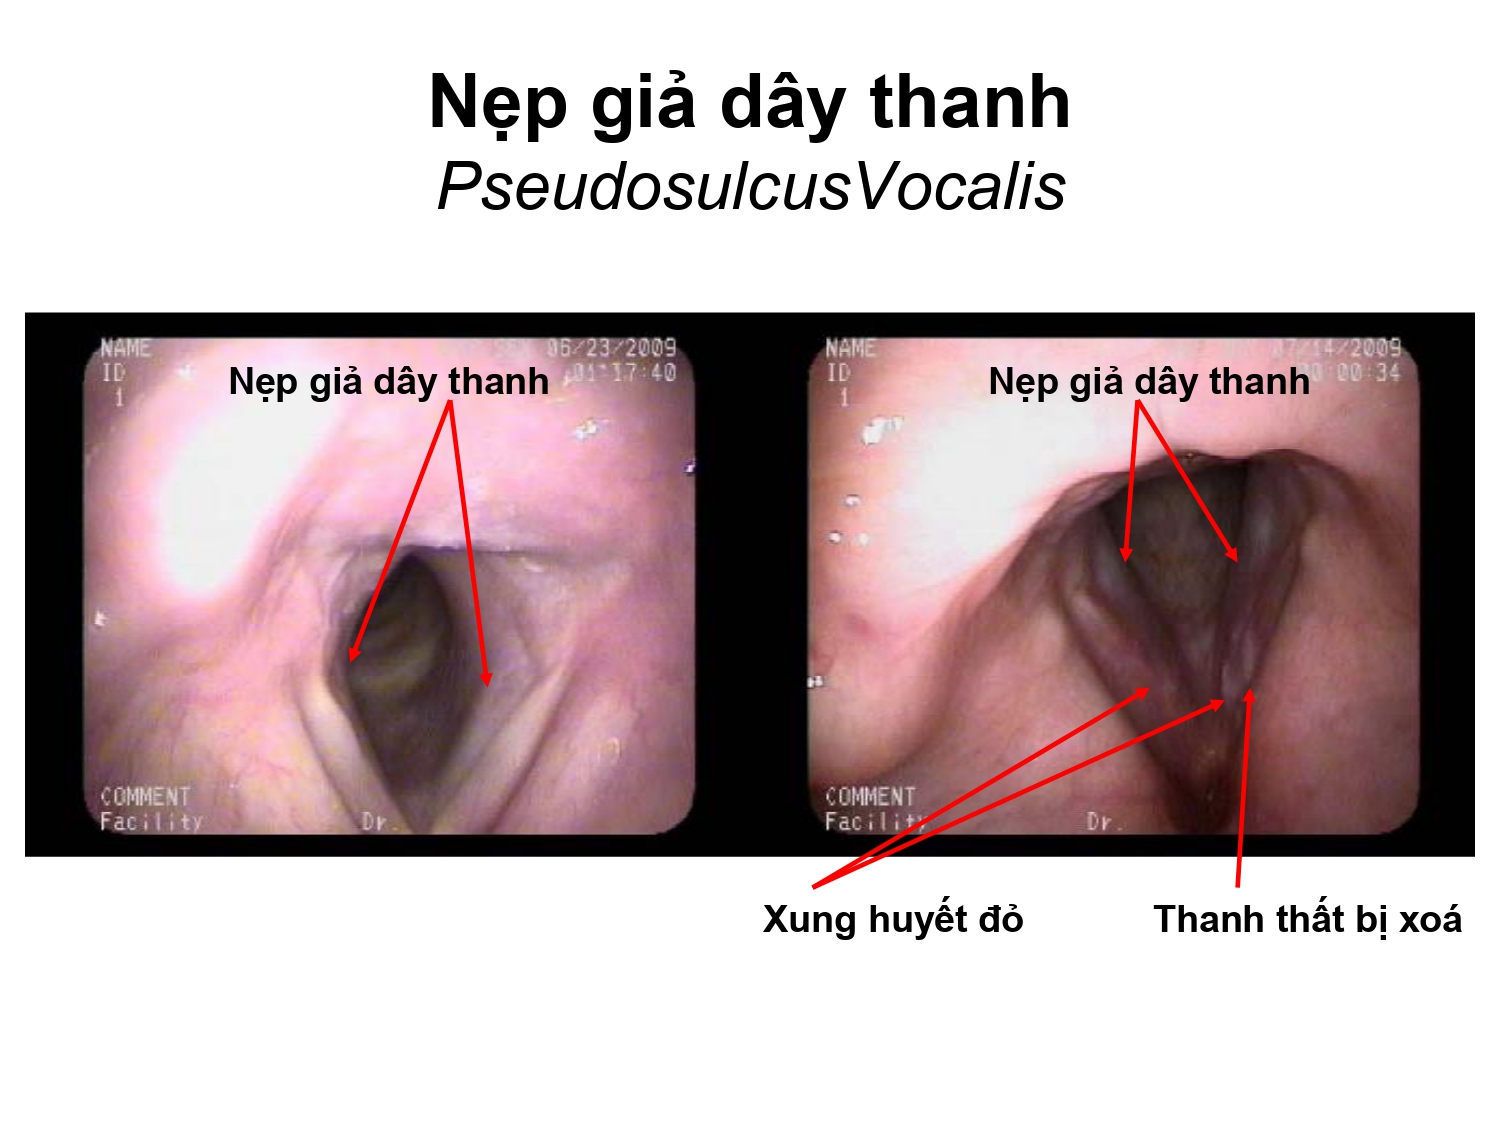 Nẹp giả dây thanh
PseudosulcusVocalis
NAME
06/23/2009
ID
01:17:40
1
Nẹp giả dây thanh
COMMENT
Facility
Dr.
NAME
07/14/2009
ID
00:34
1
Nẹp giả dây thanh
COMMENT
Facility
Dr.
Xung huyết đỏ
Thanh thất bị xoá